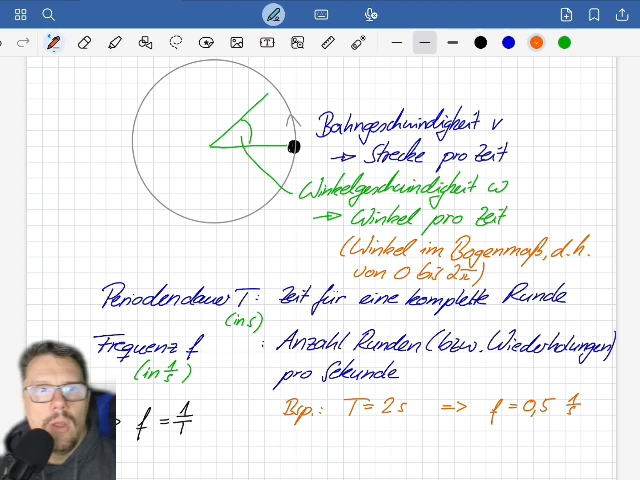 Bahngeschwindigkeit v
→ Strecke pro Zeit
Winkelgeschwindigkeit ω
→ Winkel pro Zeit
(Winkel im Bogenmaß, d.h.
von 0 bis 2π)
Periodendauer T: Zeit für eine komplette Runde
(in s)
Frequenz f : Anzahl Runden (bzw. Wiederholungen)
(in 1/s) pro Sekunde
Bsp.: T = 2 s => f = 0,5 1/s
f = 1/T